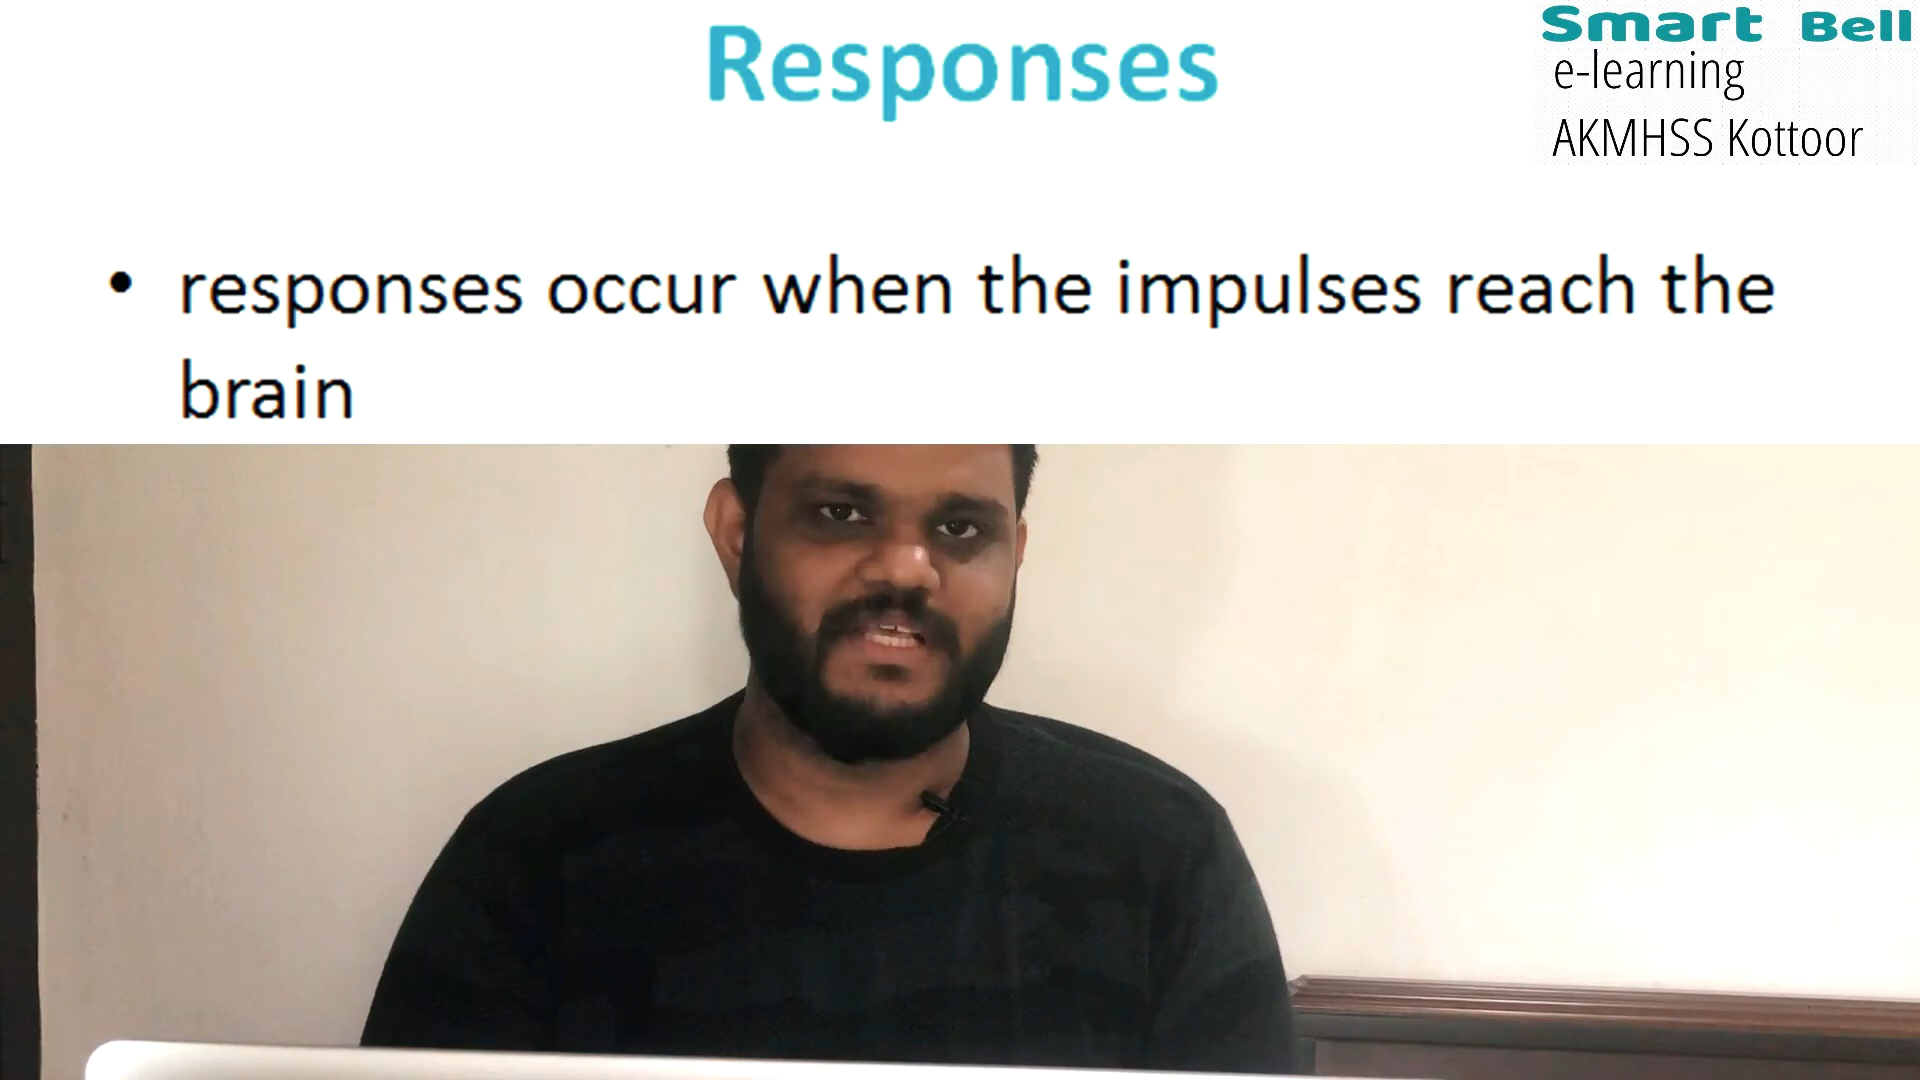 Responses
Smart Bell
e-learning
AKMHSS Kottoor
• responses occur when the impulses reach the
brain